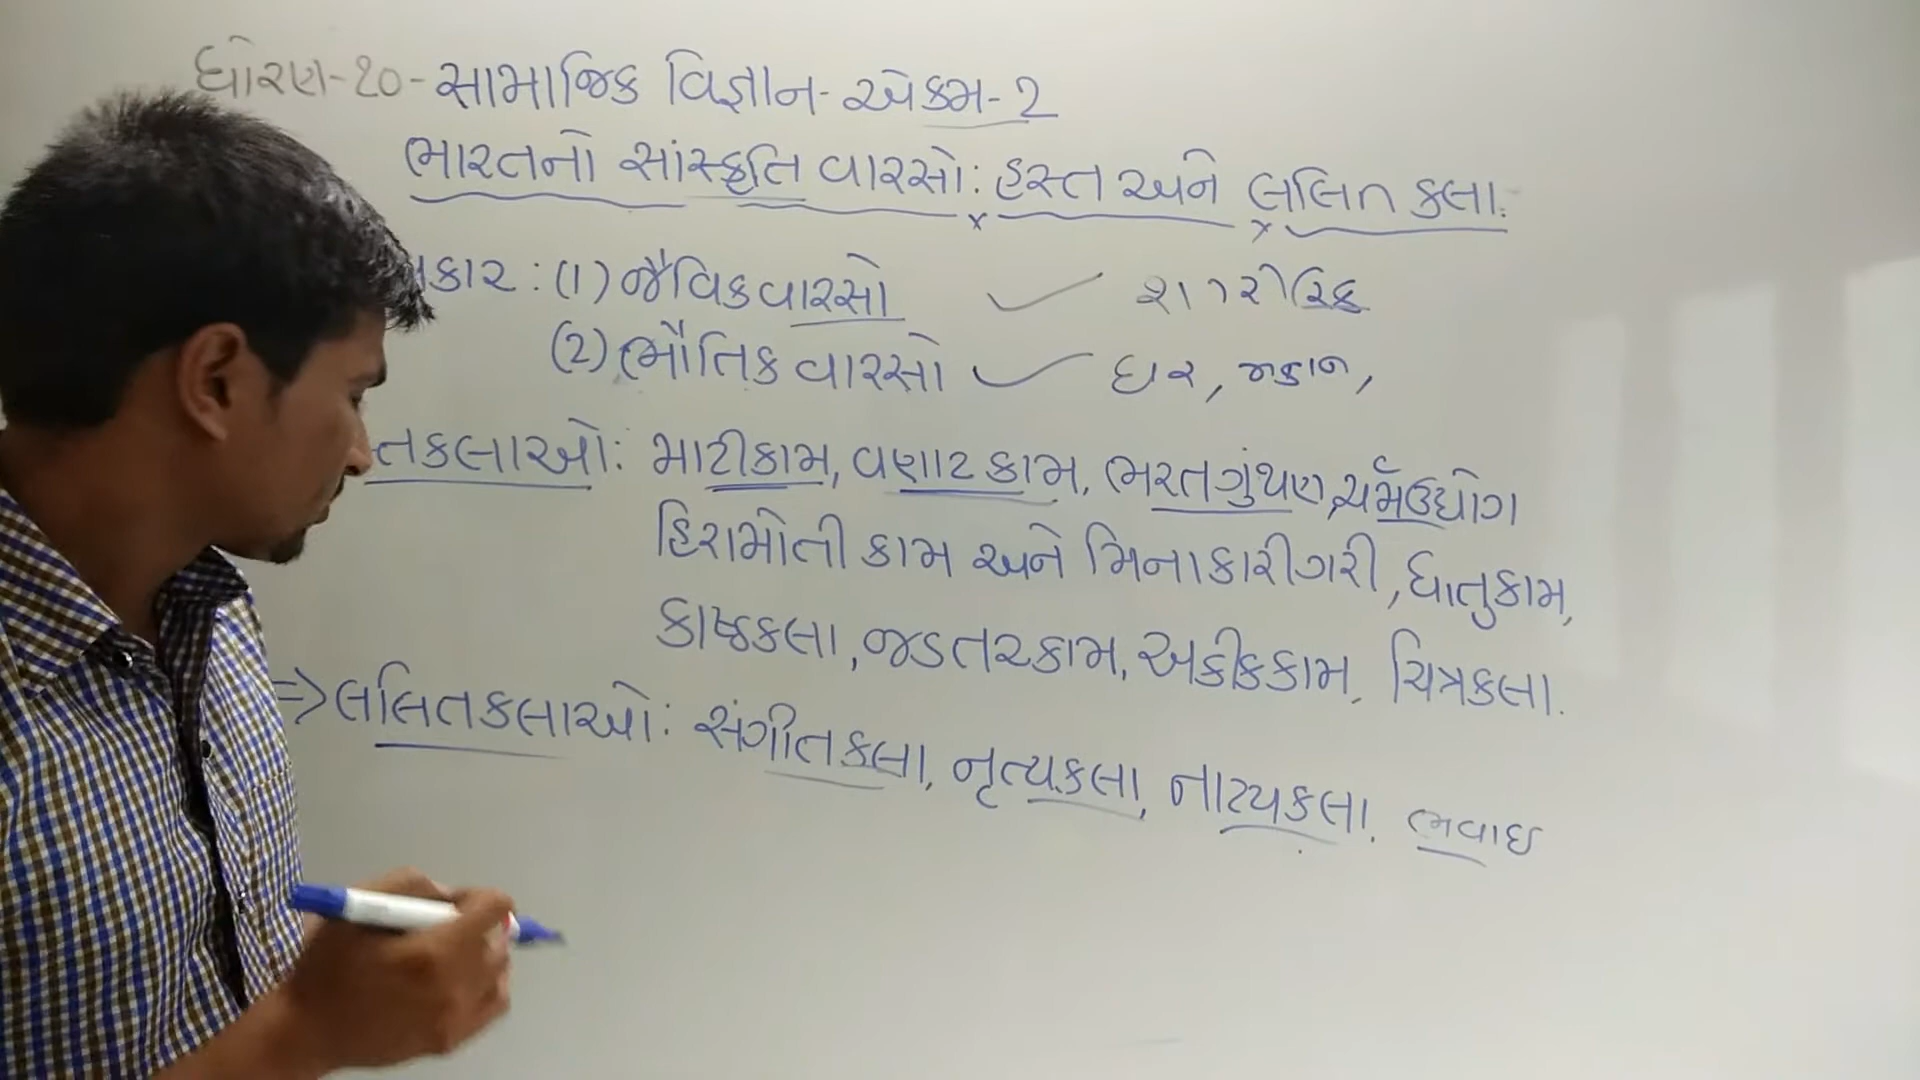 ધોરણ-૧૦-સામાજિક વિજ્ઞાન-એકમ-૨
ભારતનો સાંસ્કૃતિ વારસો: હસ્ત અને લલિત કલા.
કાર : (1) જૈવિક વારસો શારીરિક
(2) ભૌતિક વારસો ઘર, મકાન,
તકલાઓ: માટીકામ, વણાટકામ, ભરતગુંથણ, ચર્મઉદ્યોગ
હિરામોતી કામ અને મિનાકારીગરી, ધાતુકામ,
કાષ્ઠકલા, જડતરકામ, અકીકકામ, ચિત્રકલા.
⇒ લલિતકલાઓ: સંગીતકલા, નૃત્યકલા, નાટ્યકલા. ભવાઇ